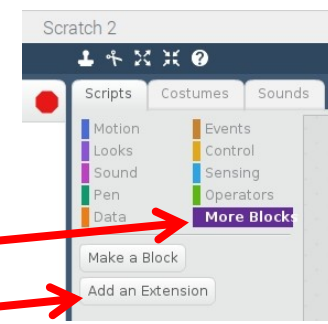 Scratch 2
Scripts Costumes Sounds
Motion Events
Looks Control
Sound Sensing
Pen Operators
Data More Blocks
Make a Block
Add an Extension